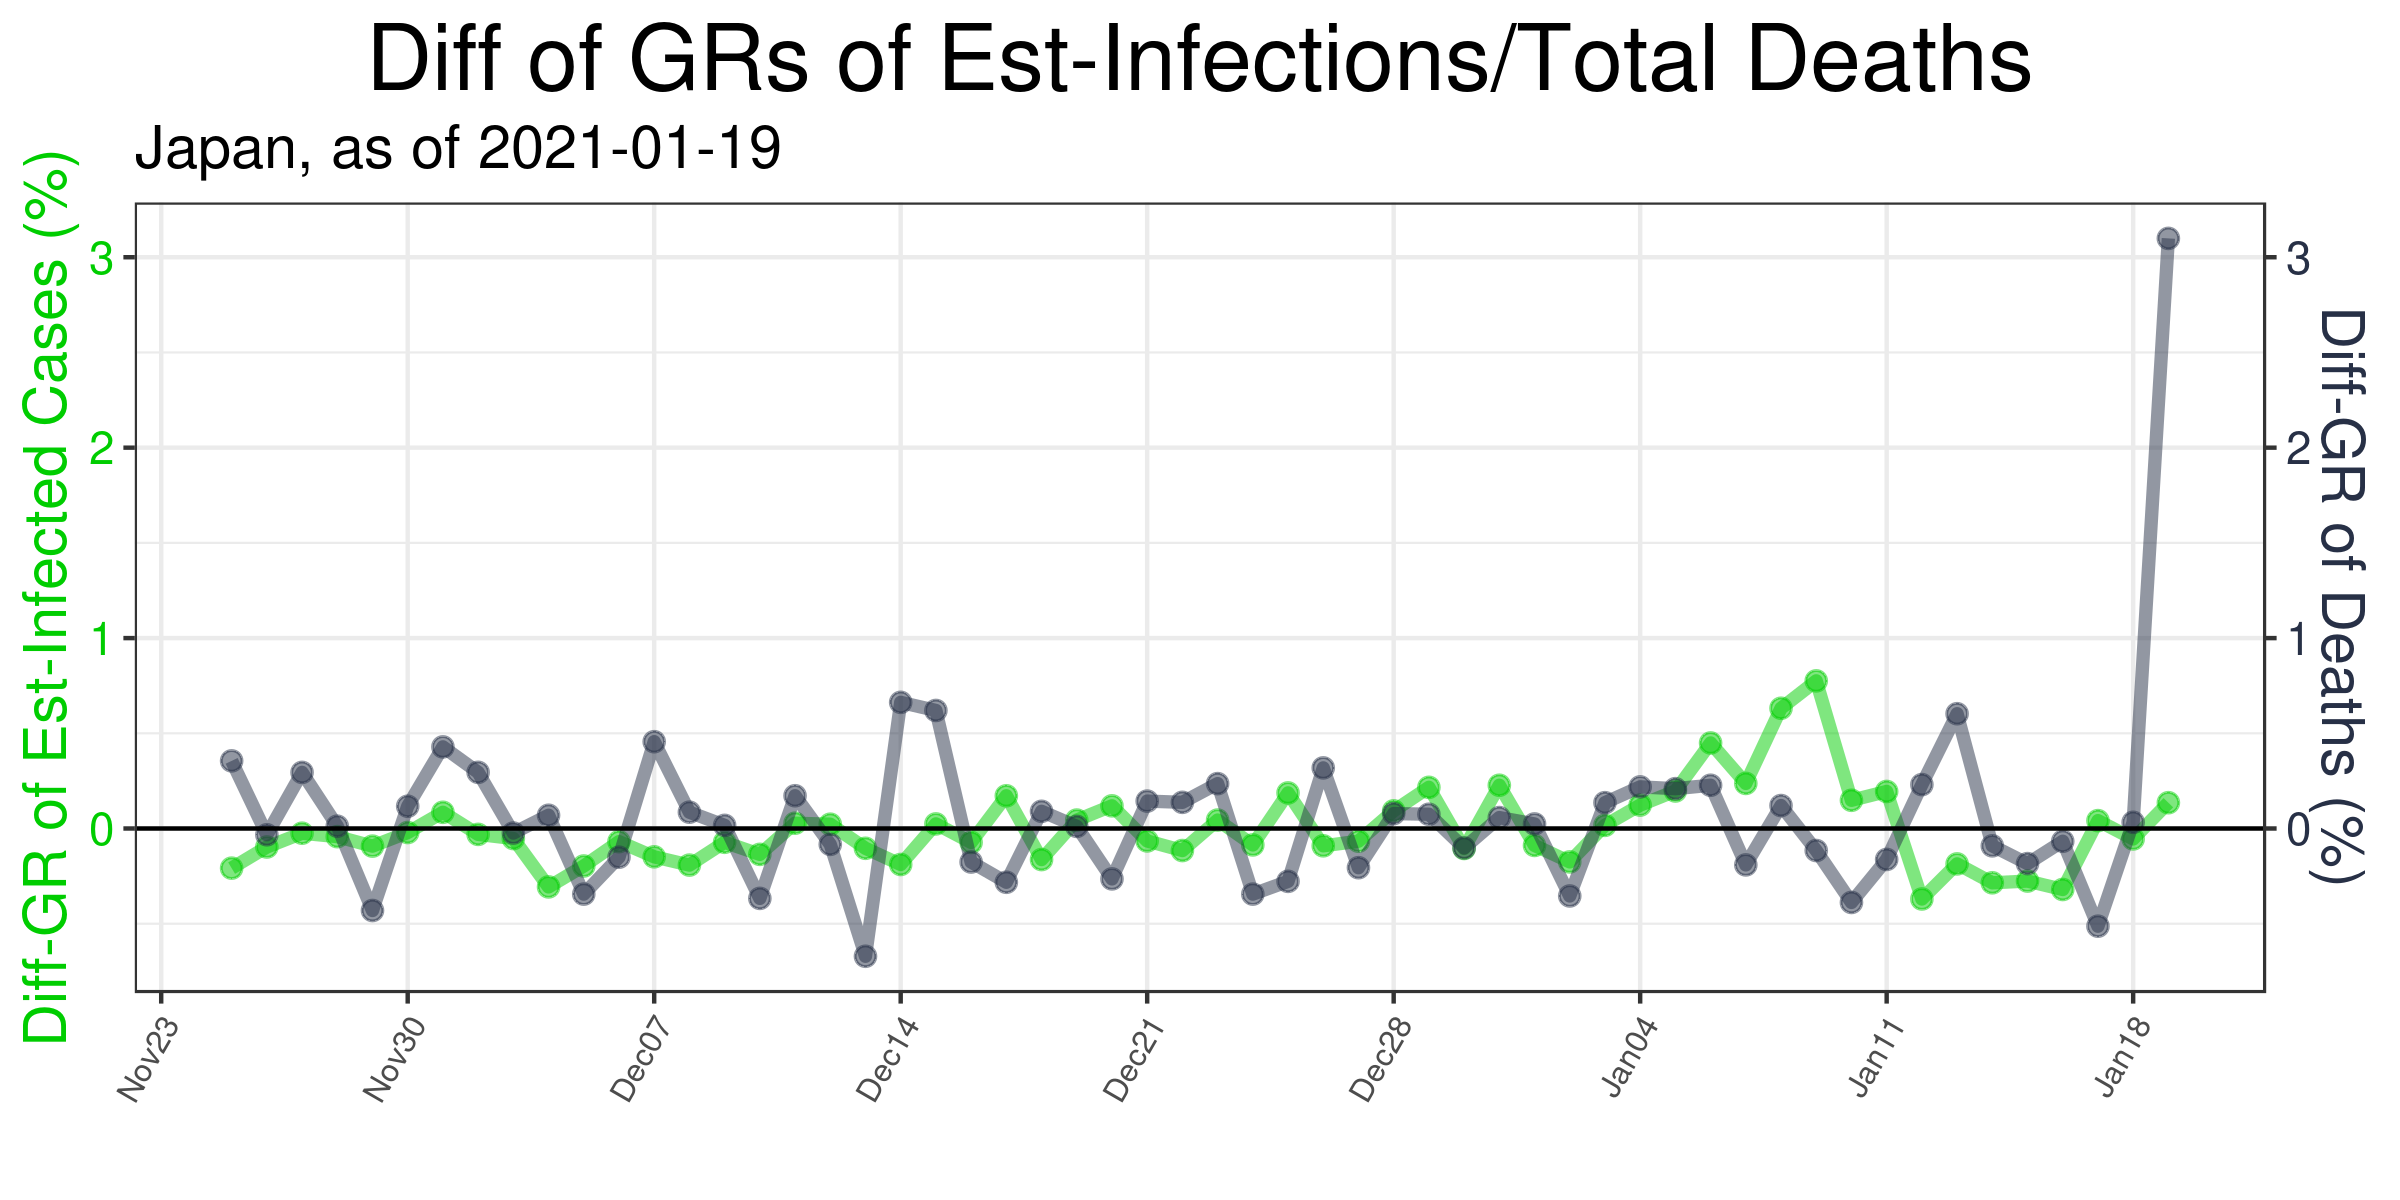 Diff of GRs of Est-Infections/Total Deaths
Japan, as of 2021-01-19
Diff-GR of Est-Infected Cases (%)
3
2
1
0
3
2
1
0
Diff-GR of Deaths (%)
Nov23
Nov30
Dec07
Dec14
Dec21
Dec28
Jan04
Jan11
Jan18